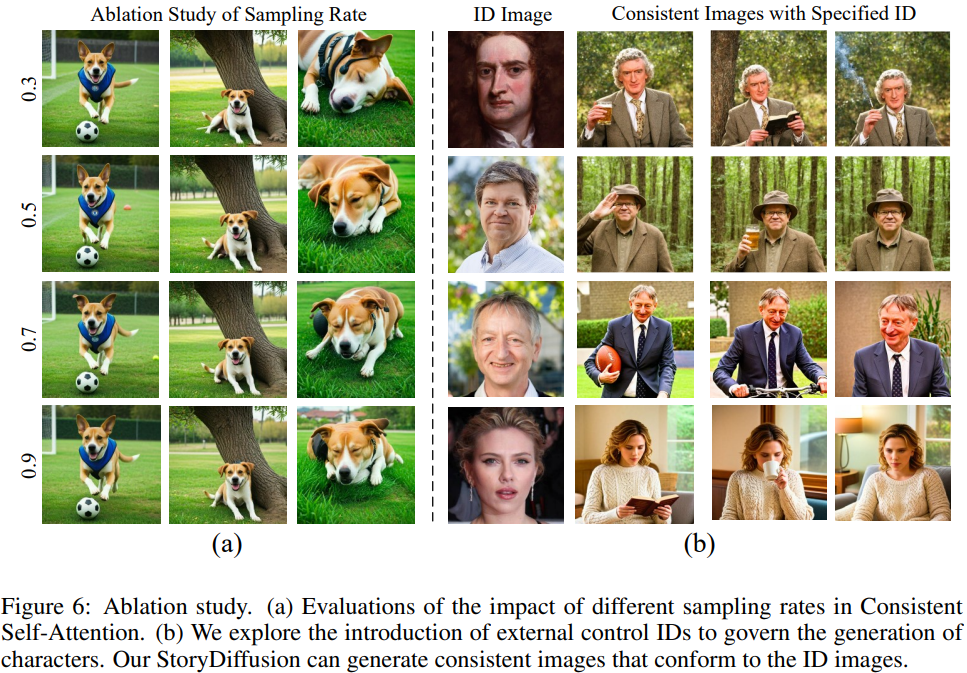 Ablation Study of Sampling Rate
ID Image
Consistent Images with Specified ID
0.3
0.5
0.7
0.9
(a)
(b)
Figure 6: Ablation study. (a) Evaluations of the impact of different sampling rates in Consistent
Self-Attention. (b) We explore the introduction of external control IDs to govern the generation of
characters. Our StoryDiffusion can generate consistent images that conform to the ID images.